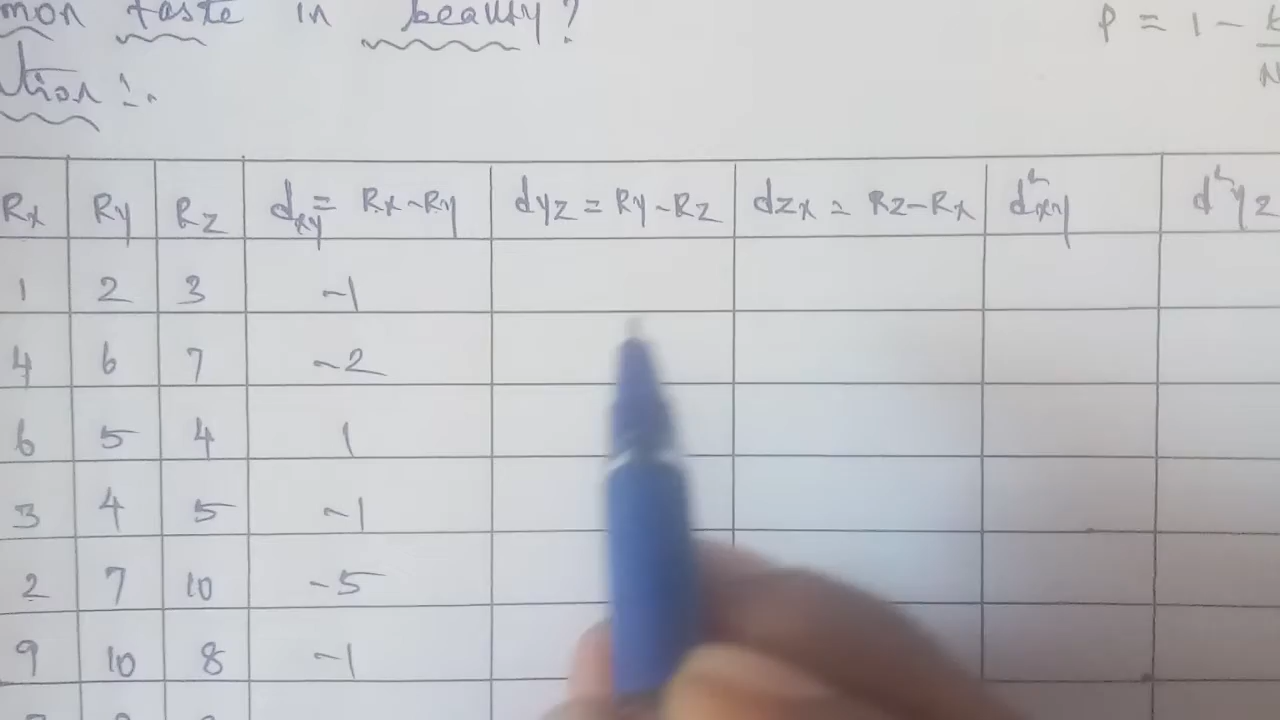 mon taste in beauty?
P = 1 -
tion :-
Rx Ry Rz dxy = Rx-Ry dyz = Ry-Rz dzx = Rz-Rx d²xy d²yz
1 2 3 -1
4 6 7 -2
6 5 4 1
3 4 5 -1
2 7 10 -5
9 10 8 -1